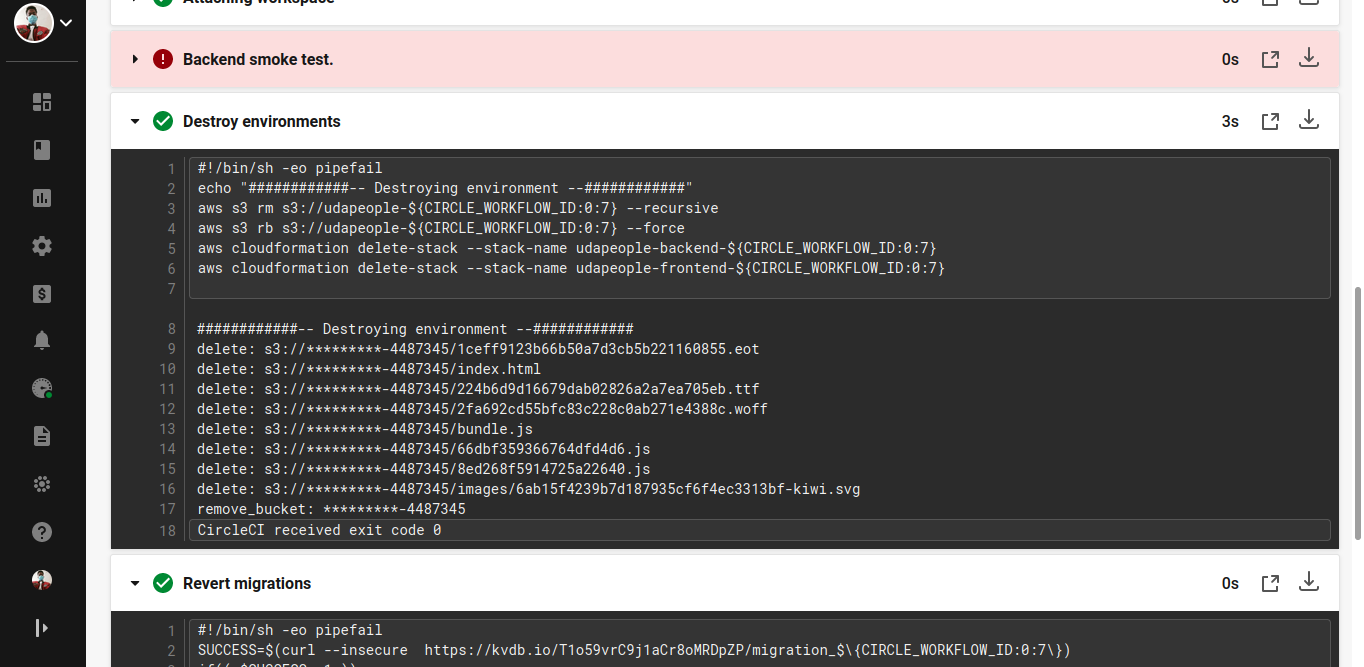 Attaching workspace
0s
Backend smoke test.
0s
Destroy environments
3s
1 #!/bin/sh -eo pipefail
2 echo "############-- Destroying environment --############"
3 aws s3 rm s3://udapeople-${CIRCLE_WORKFLOW_ID:0:7} --recursive
4 aws s3 rb s3://udapeople-${CIRCLE_WORKFLOW_ID:0:7} --force
5 aws cloudformation delete-stack --stack-name udapeople-backend-${CIRCLE_WORKFLOW_ID:0:7}
6 aws cloudformation delete-stack --stack-name udapeople-frontend-${CIRCLE_WORKFLOW_ID:0:7}
7
8 ############-- Destroying environment --############
9 delete: s3://*********-4487345/1ceff9123b66b50a7d3cb5b221160855.eot
10 delete: s3://*********-4487345/index.html
11 delete: s3://*********-4487345/224b6d9d16679dab02826a2a7ea705eb.ttf
12 delete: s3://*********-4487345/2fa692cd55bfc83c228c0ab271e4388c.woff
13 delete: s3://*********-4487345/bundle.js
14 delete: s3://*********-4487345/66dbf359366764dfd4d6.js
15 delete: s3://*********-4487345/8ed268f5914725a22640.js
16 delete: s3://*********-4487345/images/6ab15f4239b7d187935cf6f4ec3313bf-kiwi.svg
17 remove_bucket: *********-4487345
18 CircleCI received exit code 0
Revert migrations
0s
1 #!/bin/sh -eo pipefail
2 SUCCESS=$(curl --insecure  https://kvdb.io/T1o59vrC9j1aCr8oMRDpZP/migration_$\{CIRCLE_WORKFLOW_ID:0:7\})